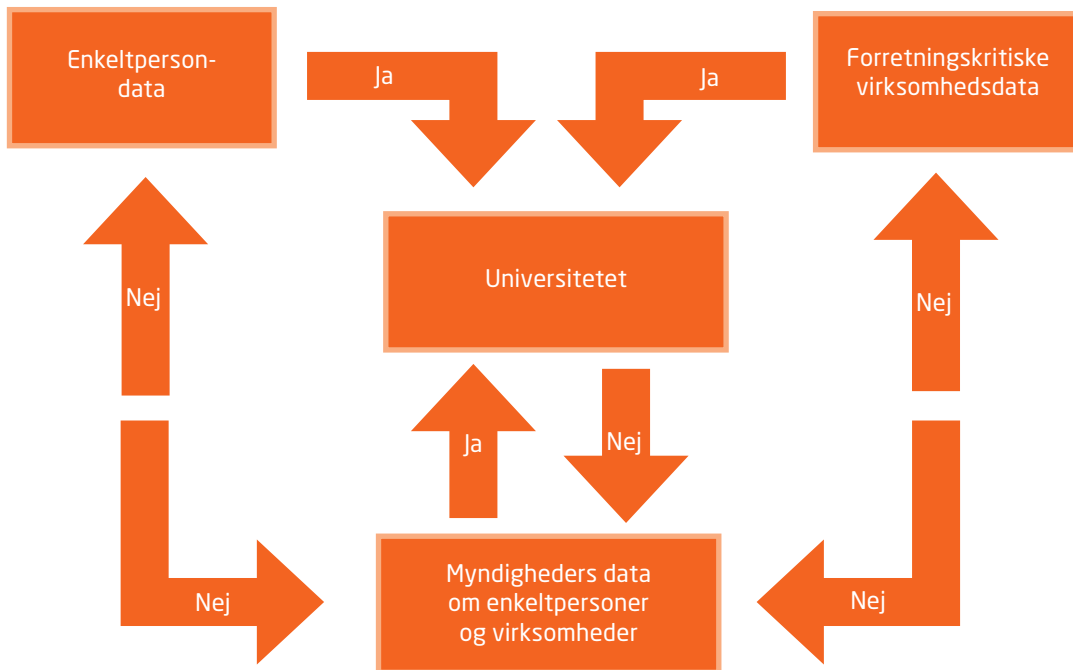 Enkeltperson-
data
Ja
Ja
Forretningskritiske
virksomhedsdata
Universitetet
Nej
Nej
Ja
Nej
Myndigheders data
om enkeltpersoner
og virksomheder
Nej
Nej